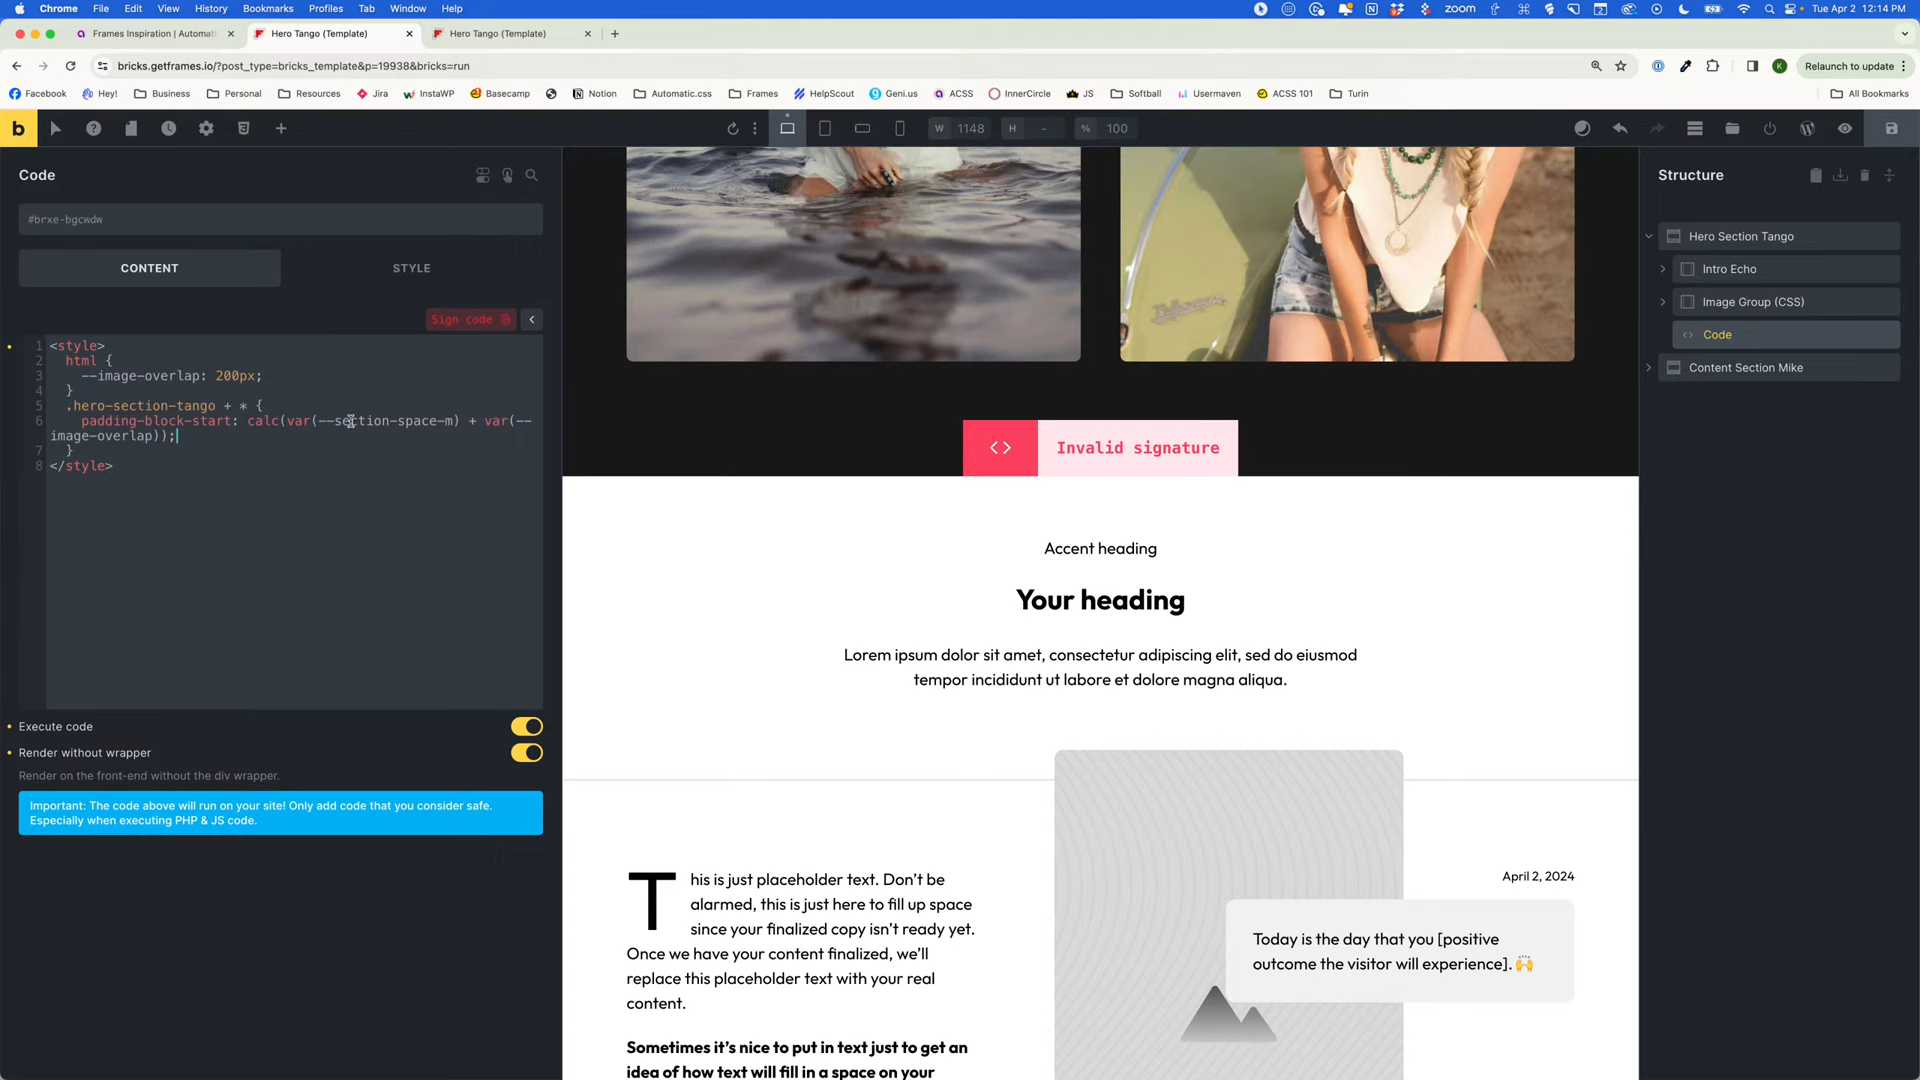 Chrome File Edit View History Bookmarks Profiles Tab Window Help
zoom
Tue Apr 2 12:14 PM
Frames Inspiration | Automat
Hero Tango (Template)
Hero Tango (Template)
bricks.getframes.io/?post_type=bricks_template&p=19938&bricks=run
K
Relaunch to update
Facebook Hey! Business Personal Resources Jira InstaWP Basecamp Notion Automatic.css Frames HelpScout Geni.us ACSS InnerCircle JS Softball Usermaven ACSS 101 Turin All Bookmarks
b
W 1148 H - % 100
Code
#brxe-bgcwdw
CONTENT STYLE
Sign code
1 <style>
2 html {
3 --image-overlap: 200px;
4 }
5 .hero-section-tango + * {
6 padding-block-start: calc(var(--section-space-m) + var(--
image-overlap));
7 }
8 </style>
Execute code
Render without wrapper
Render on the front-end without the div wrapper.
Important: The code above will run on your site! Only add code that you consider safe.
Especially when executing PHP & JS code.
<> Invalid signature
Accent heading
Your heading
Lorem ipsum dolor sit amet, consectetur adipiscing elit, sed do eiusmod
tempor incididunt ut labore et dolore magna aliqua.
This is just placeholder text. Don't be
alarmed, this is just here to fill up space
since your finalized copy isn't ready yet.
Once we have your content finalized, we'll
replace this placeholder text with your real
content.
Sometimes it's nice to put in text just to get an
idea of how text will fill in a space on your
April 2, 2024
Today is the day that you [positive
outcome the visitor will experience]. 🙌
Structure
Hero Section Tango
Intro Echo
Image Group (CSS)
<> Code
Content Section Mike